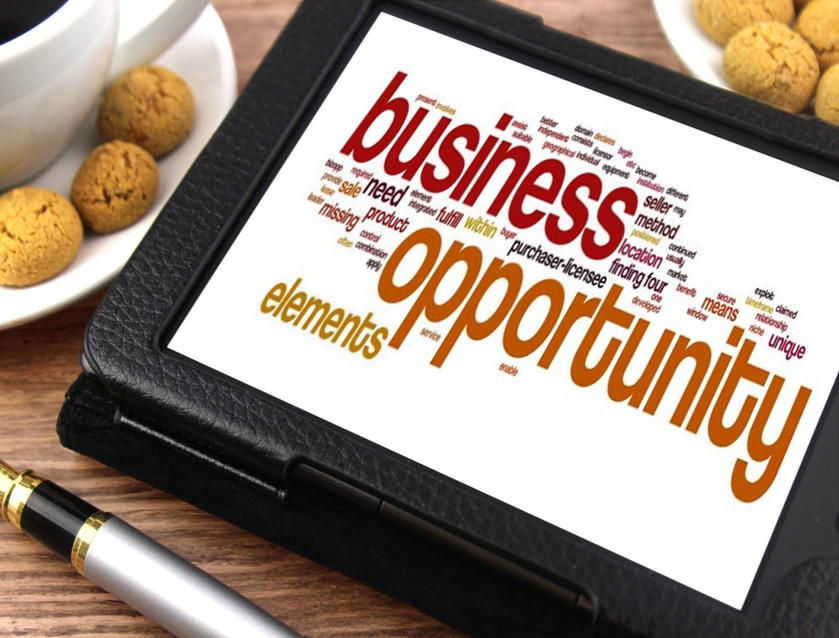 present involves
business
better
domain declares
assist
independent consists
licensor
begin
suitable
geographical individual
equipment
etc become
institution different
bizopp required
provide sale need element
lease
integrated fulfill within buyer
leader missing product
seller may
method
positioned
location continued
usually
control
often combination
apply
purchaser-licensee
finding four market
benefit
one
developed
secure
means
window
exploit
timeframe claimed
relationship
niche unique
opportunity
elements
service
enable